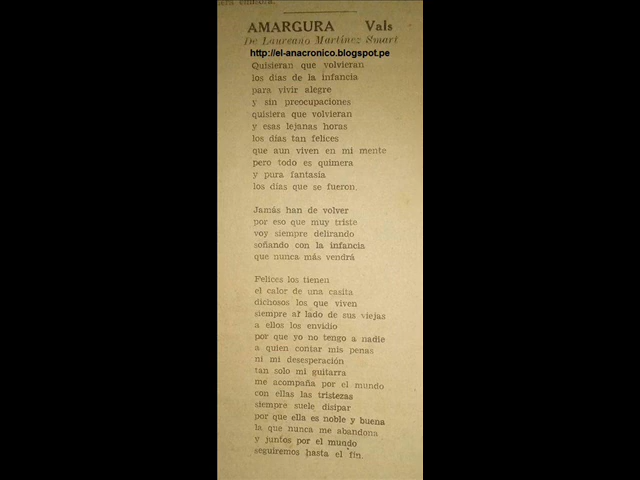 ara célebra.
AMARGURA Vals
De Laureano Martínez Smart
http://el-anacronico.blogspot.pe
Quisieran que volvieran
los días de la infancia
para vivir alegre
y sin preocupaciones
quisiera que volvieran
y esas lejanas horas
los días tan felices
que aun viven en mi mente
pero todo es quimera
y pura fantasía
los días que se fueron.
Jamás han de volver
por eso que muy triste
voy siempre delirando
soñando con la infancia
que nunca más vendrá
Felices los tienen
el calor de una casita
dichosos los que viven
siempre al lado de sus viejas
a ellos los envidio
por que yo no tengo a nadie
a quien contar mis penas
ni mi desesperación
tan solo mi guitarra
me acompaña por el mundo
con ellas las tristezas
siempre suele disipar
por que ella es noble y buena
la que nunca me abandona
y juntos por el mundo
seguiremos hasta el fin.